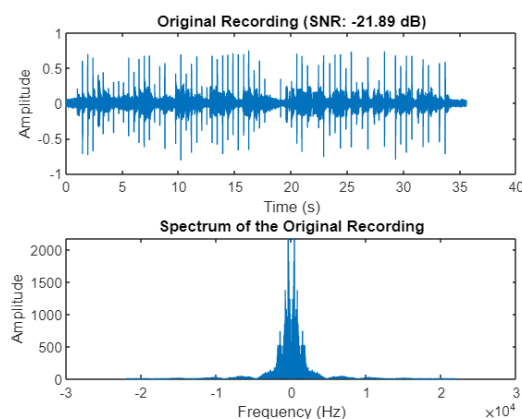 Original Recording (SNR: -21.89 dB)
1
0.5
0
-0.5
-1
Amplitude
0 5 10 15 20 25 30 35 40
Time (s)
Spectrum of the Original Recording
2000
1500
1000
500
0
Amplitude
-3 -2 -1 0 1 2 3
Frequency (Hz) ×10⁴